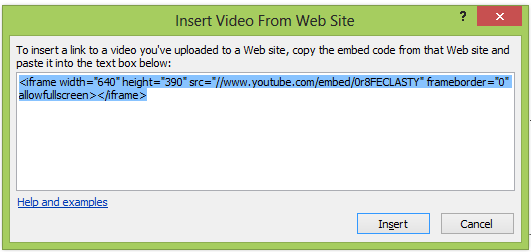 Insert Video From Web Site
?
To insert a link to a video you've uploaded to a Web site, copy the embed code from that Web site and
paste it into the text box below:
<iframe width="640" height="390" src="//www.youtube.com/embed/0r8FECLASTY" frameborder="0"
allowfullscreen></iframe>
Help and examples
Insert Cancel